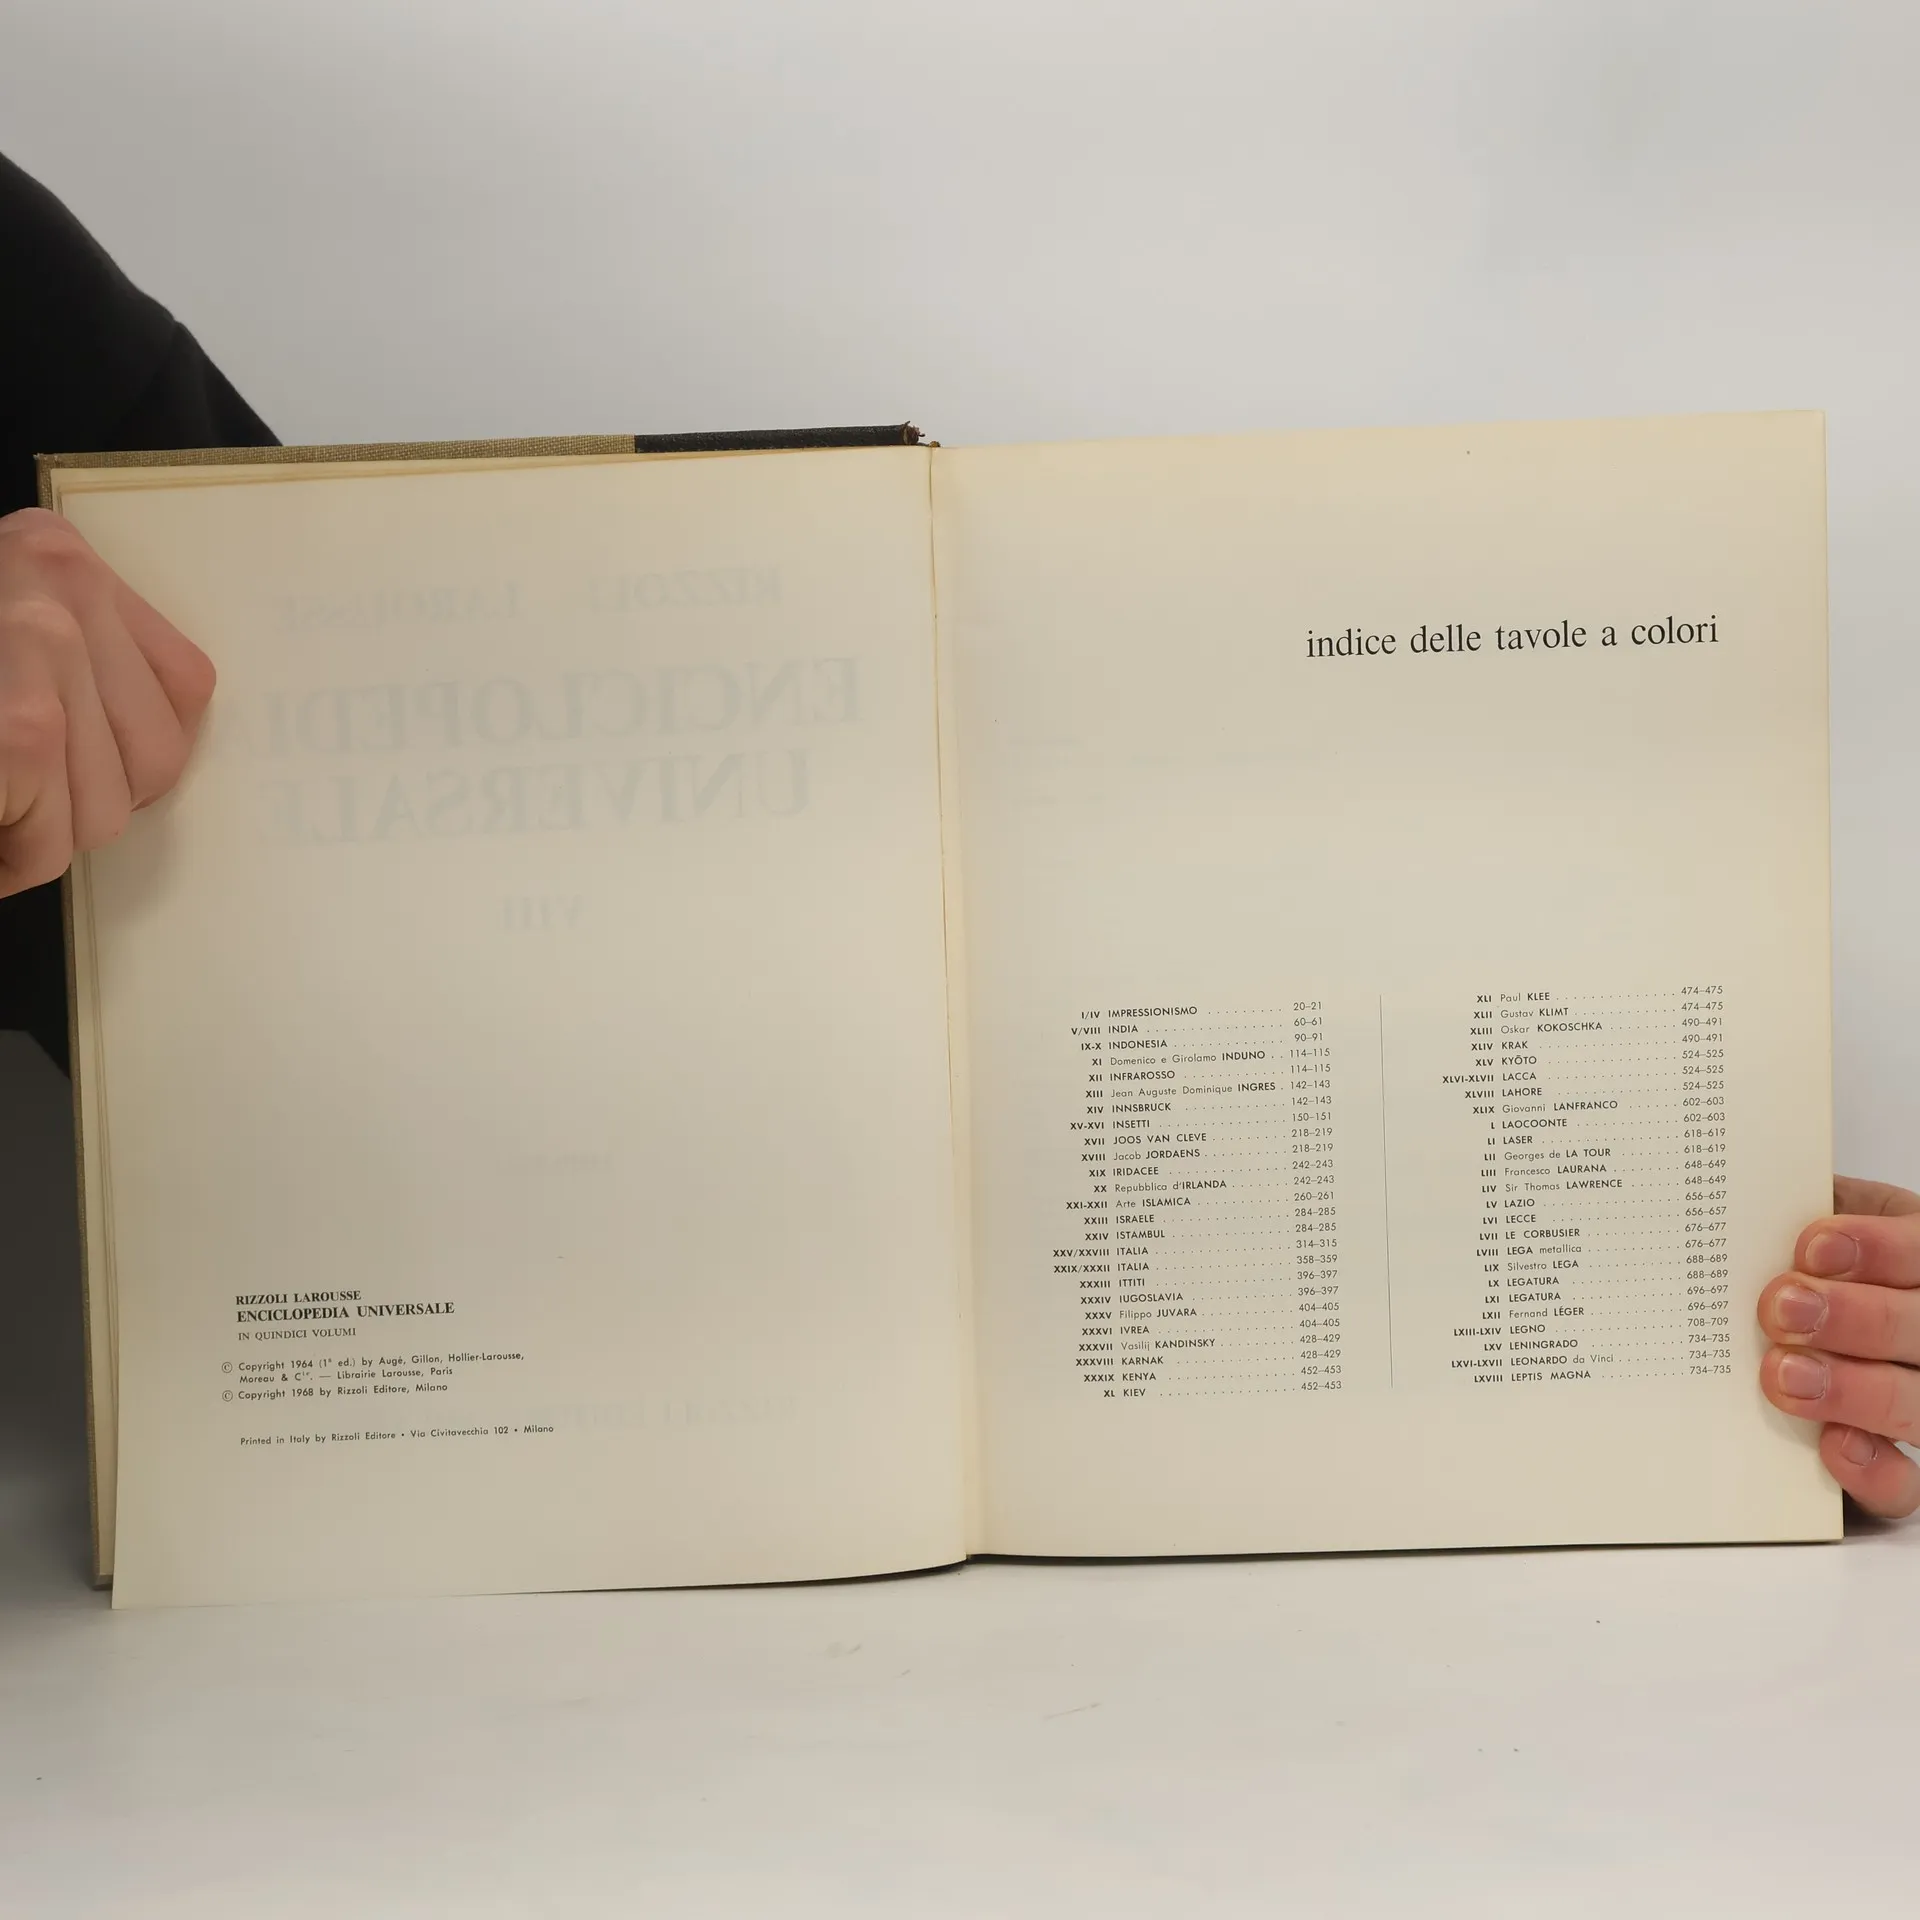 RIZZOLI LAROUSSE
ENCICLOPEDIA
UNIVERSALE
VIII
RIZZOLI LAROUSSE
ENCICLOPEDIA UNIVERSALE
IN QUINDICI VOLUMI
© Copyright 1964 (1ª ed.) by Augé, Gillon, Hollier-Larousse,
Moreau & Cie. — Librairie Larousse, Paris
© Copyright 1968 by Rizzoli Editore, Milano
Printed in Italy by Rizzoli Editore • Via Civitavecchia 102 • Milano
indice delle tavole a colori
I/IV IMPRESSIONISMO . . . . . . . . . 20–21
V/VIII INDIA . . . . . . . . . . . . . . . . 60–61
IX-X INDONESIA . . . . . . . . . . . . . 90–91
XI Domenico e Girolamo INDUNO . . 114–115
XII INFRAROSSO . . . . . . . . . . . . 114–115
XIII Jean Auguste Dominique INGRES . 142–143
XIV INNSBRUCK . . . . . . . . . . . . 142–143
XV-XVI INSETTI . . . . . . . . . . . . . . . 150–151
XVII JOOS VAN CLEVE . . . . . . . . . 218–219
XVIII Jacob JORDAENS . . . . . . . . . . 218–219
XIX IRIDACEE . . . . . . . . . . . . . . 242–243
XX Repubblica d'IRLANDA . . . . . . . 242–243
XXI-XXII Arte ISLAMICA . . . . . . . . . . . 260–261
XXIII ISRAELE . . . . . . . . . . . . . . . 284–285
XXIV ISTAMBUL . . . . . . . . . . . . . . 284–285
XXV/XXVIII ITALIA . . . . . . . . . . . . . . . . 314–315
XXIX/XXXII ITALIA . . . . . . . . . . . . . . . . 358–359
XXXIII ITTITI . . . . . . . . . . . . . . . . 396–397
XXXIV IUGOSLAVIA . . . . . . . . . . . . 396–397
XXXV Filippo JUVARA . . . . . . . . . . . 404–405
XXXVI IVREA . . . . . . . . . . . . . . . . 404–405
XXXVII Vasilij KANDINSKY . . . . . . . . . 428–429
XXXVIII KARNAK . . . . . . . . . . . . . . 428–429
XXXIX KENYA . . . . . . . . . . . . . . . 452–453
XL KIEV . . . . . . . . . . . . . . . . 452–453
XLI Paul KLEE . . . . . . . . . . . . . . 474–475
XLII Gustav KLIMT . . . . . . . . . . . . 474–475
XLIII Oskar KOKOSCHKA . . . . . . . . 490–491
XLIV KRAK . . . . . . . . . . . . . . . . 490–491
XLV KYŌTO . . . . . . . . . . . . . . . 524–525
XLVI-XLVII LACCA . . . . . . . . . . . . . . . 524–525
XLVIII LAHORE . . . . . . . . . . . . . . 524–525
XLIX Giovanni LANFRANCO . . . . . . 602–603
L LAOCOONTE . . . . . . . . . . . . 602–603
LI LASER . . . . . . . . . . . . . . . . 618–619
LII Georges de LA TOUR . . . . . . . 618–619
LIII Francesco LAURANA . . . . . . . . 648–649
LIV Sir Thomas LAWRENCE . . . . . . 648–649
LV LAZIO . . . . . . . . . . . . . . . . 656–657
LVI LECCE . . . . . . . . . . . . . . . 656–657
LVII LE CORBUSIER . . . . . . . . . . . 676–677
LVIII LEGA metallica . . . . . . . . . . . 676–677
LIX Silvestro LEGA . . . . . . . . . . . 688–689
LX LEGATURA . . . . . . . . . . . . . 688–689
LXI LEGATURA . . . . . . . . . . . . . 696–697
LXII Fernand LÉGER . . . . . . . . . . . 696–697
LXIII-LXIV LEGNO . . . . . . . . . . . . . . . 708–709
LXV LENINGRADO . . . . . . . . . . . 734–735
LXVI-LXVII LEONARDO da Vinci . . . . . . . . 734–735
LXVIII LEPTIS MAGNA . . . . . . . . . . 734–735